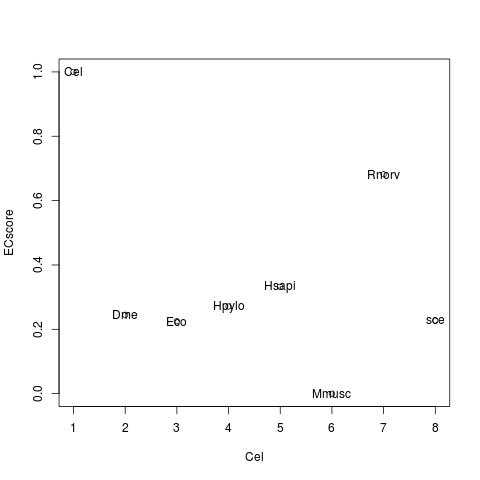 1.0
0.8
0.6
0.4
0.2
0.0
ECscore
Cel
Rnorv
Hsapi
Hpylo
Dme
Eco
sce
Mmusc
1 2 3 4 5 6 7 8
Cel